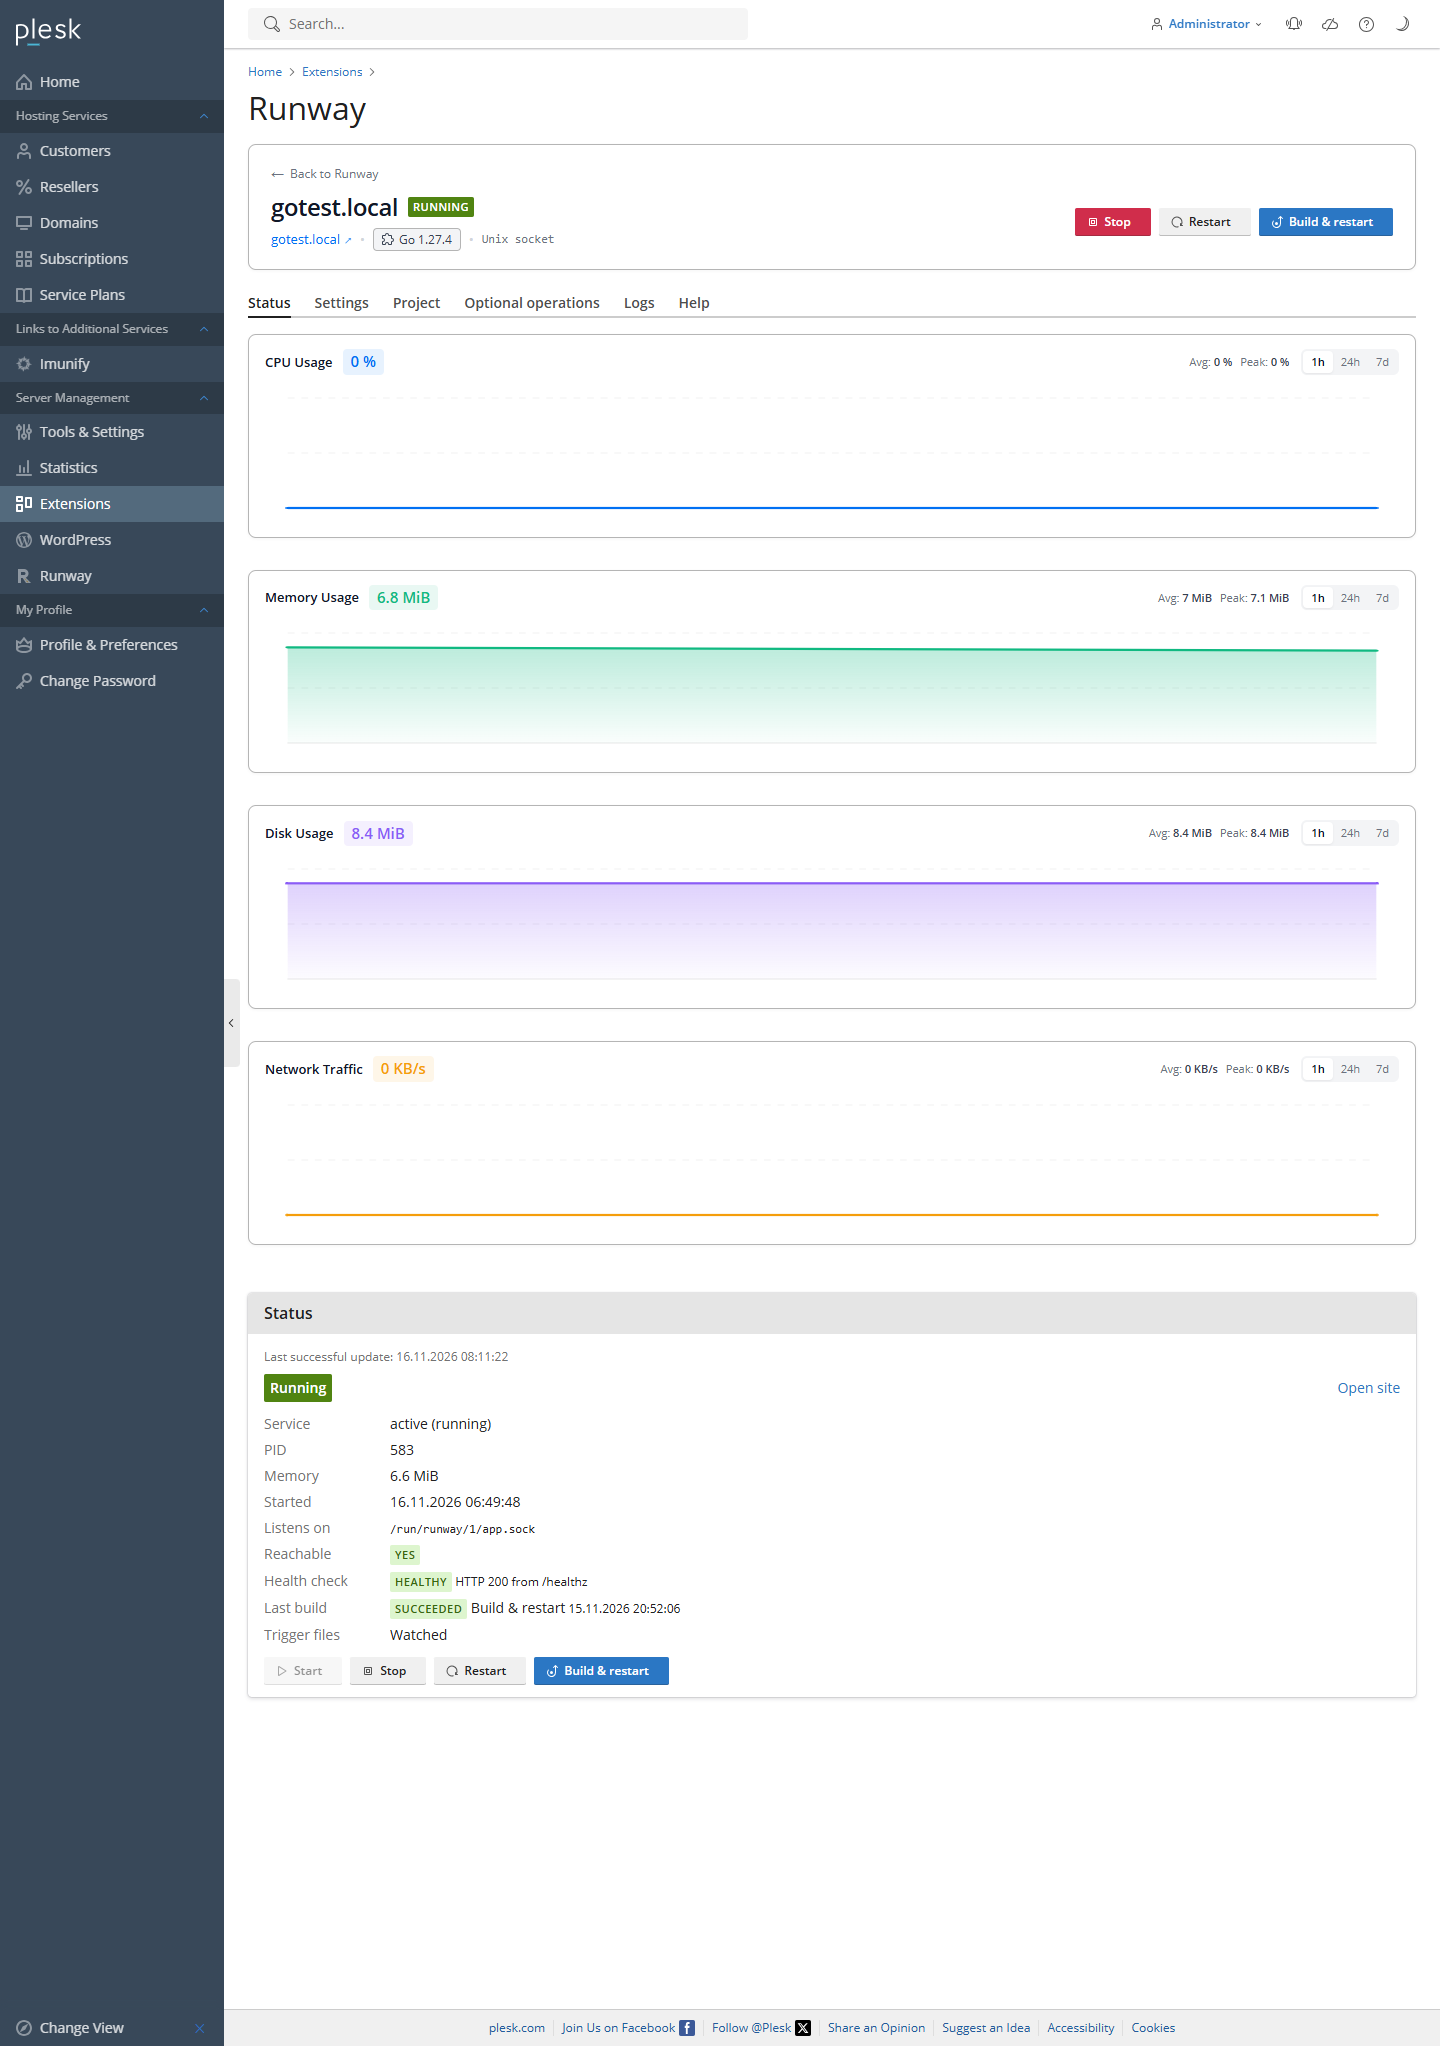 plesk
Search...
Administrator
Home
Hosting Services
Customers
Resellers
Domains
Subscriptions
Service Plans
Links to Additional Services
Imunify
Server Management
Tools & Settings
Statistics
Extensions
WordPress
Runway
My Profile
Profile & Preferences
Change Password
Change View
Home > Extensions >
Runway
← Back to Runway
gotest.local RUNNING
gotest.local ↗ • Go 1.27.4 • Unix socket
Stop Restart Build & restart
Status Settings Project Optional operations Logs Help
CPU Usage 0 % Avg: 0 % Peak: 0 % 1h 24h 7d
Memory Usage 6.8 MiB Avg: 7 MiB Peak: 7.1 MiB 1h 24h 7d
Disk Usage 8.4 MiB Avg: 8.4 MiB Peak: 8.4 MiB 1h 24h 7d
Network Traffic 0 KB/s Avg: 0 KB/s Peak: 0 KB/s 1h 24h 7d
Status
Last successful update: 16.11.2026 08:11:22
Running Open site
Service active (running)
PID 583
Memory 6.6 MiB
Started 16.11.2026 06:49:48
Listens on /run/runway/1/app.sock
Reachable YES
Health check HEALTHY HTTP 200 from /healthz
Last build SUCCEEDED Build & restart 15.11.2026 20:52:06
Trigger files Watched
Start Stop Restart Build & restart
plesk.com Join Us on Facebook Follow @Plesk Share an Opinion Suggest an Idea Accessibility Cookies